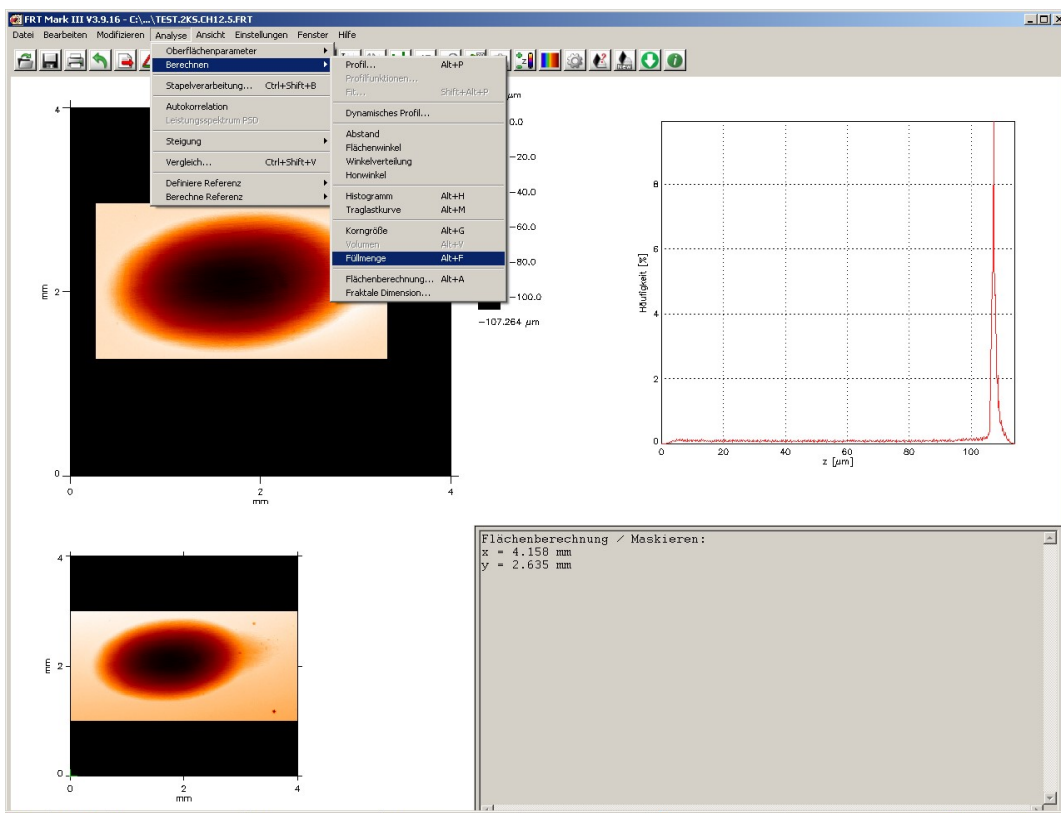 FRT Mark III V3.9.16 - C:\...\TEST.2KS.CH12.5.FRT
Datei Bearbeiten Modifizieren Analyse Ansicht Einstellungen Fenster Hilfe
Oberflächenparameter
Berechnen
Stapelverarbeitung... Ctrl+Shift+B
Autokorrelation
Leistungsspektrum PSD
Steigung
Vergleich... Ctrl+Shift+V
Definiere Referenz
Berechne Referenz
Profil... Alt+P
Profilfunktionen...
Fit... Shift+Alt+P
Dynamisches Profil...
Abstand
Flächenwinkel
Winkelverteilung
Honwinkel
Histogramm Alt+H
Traglastkurve Alt+M
Korngröße Alt+G
Volumen Alt+V
Füllmenge Alt+F
Flächenberechnung... Alt+A
Fraktale Dimension...
4
2
0
mm
0 2 4
mm
µm
0.0
−20.0
−40.0
−60.0
−80.0
−100.0
−107.264 µm
8
6
4
2
0
Häufigkeit [%]
0 20 40 60 80 100
z [µm]
4
2
0
mm
0 2 4
mm
Flächenberechnung / Maskieren:
x = 4.158 mm
y = 2.635 mm